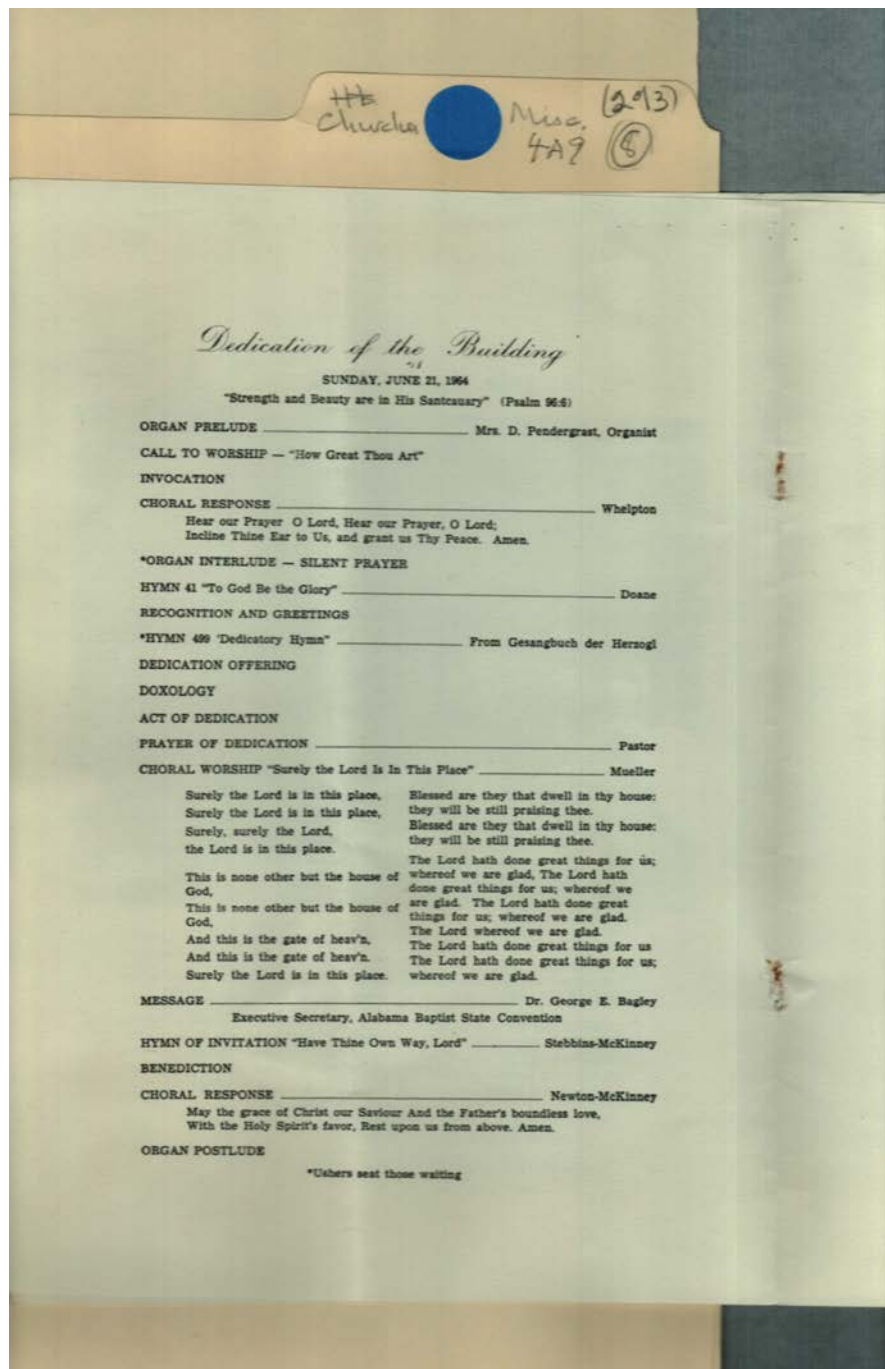 Churches Misc. (2 of 3)
4A9 (8)
Dedication of the Building
SUNDAY, JUNE 21, 1964
"Strength and Beauty are in His Santcauary" (Psalm 96:6)
ORGAN PRELUDE Mrs. D. Pendergrast, Organist
CALL TO WORSHIP — "How Great Thou Art"
INVOCATION
CHORAL RESPONSE Whelpton
Hear our Prayer O Lord, Hear our Prayer, O Lord;
Incline Thine Ear to Us, and grant us Thy Peace. Amen.
*ORGAN INTERLUDE — SILENT PRAYER
HYMN 41 "To God Be the Glory" Doane
RECOGNITION AND GREETINGS
*HYMN 499 'Dedicatory Hymn" From Gesangbuch der Herzogl
DEDICATION OFFERING
DOXOLOGY
ACT OF DEDICATION
PRAYER OF DEDICATION Pastor
CHORAL WORSHIP "Surely the Lord Is In This Place" Mueller
Surely the Lord is in this place,
Surely the Lord is in this place,
Surely, surely the Lord,
the Lord is in this place.
This is none other but the house of
God,
This is none other but the house of
God,
And this is the gate of heav'n,
And this is the gate of heav'n.
Surely the Lord is in this place.
Blessed are they that dwell in thy house:
they will be still praising thee.
Blessed are they that dwell in thy house:
they will be still praising thee.
The Lord hath done great things for us;
whereof we are glad, The Lord hath
done great things for us; whereof we
are glad. The Lord hath done great
things for us; whereof we are glad.
The Lord whereof we are glad.
The Lord hath done great things for us
The Lord hath done great things for us;
whereof we are glad.
MESSAGE Dr. George E. Bagley
Executive Secretary, Alabama Baptist State Convention
HYMN OF INVITATION "Have Thine Own Way, Lord" Stebbins-McKinney
BENEDICTION
CHORAL RESPONSE Newton-McKinney
May the grace of Christ our Saviour And the Father's boundless love,
With the Holy Spirit's favor, Rest upon us from above. Amen.
ORGAN POSTLUDE
*Ushers seat those waiting